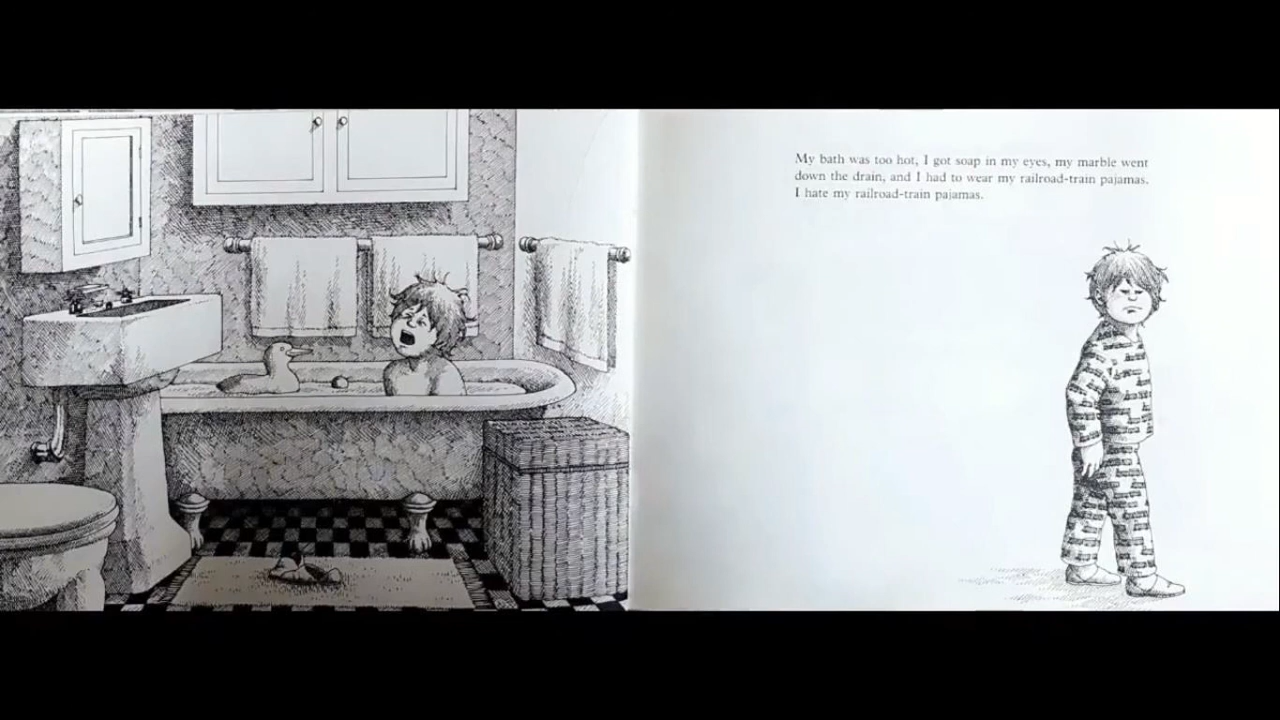 My bath was too hot, I got soap in my eyes, my marble went
down the drain, and I had to wear my railroad-train pajamas.
I hate my railroad-train pajamas.